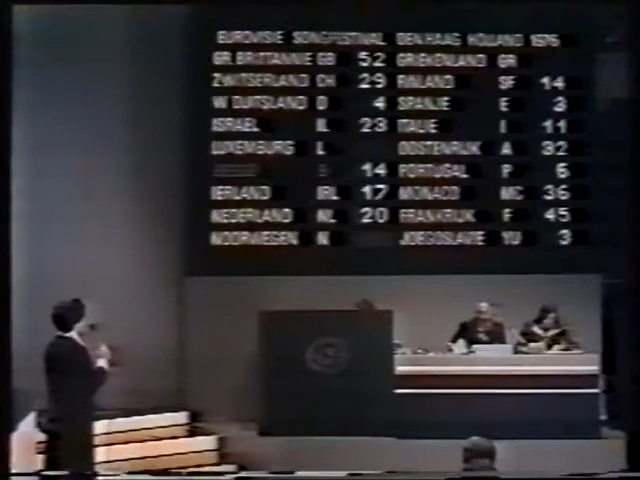 EUROVISIE SONGFESTIVAL DEN HAAG HOLLAND 1976
GR. BRITTANNIE GB 52 GRIEKENLAND GR
ZWITSERLAND CH 29 FINLAND SF 14
W. DUITSLAND D 4 SPANJE E 3
ISRAEL IL 23 ITALIE I 11
LUXEMBURG L OOSTENRIJK A 32
14 PORTUGAL P 6
IERLAND IRL 17 MONACO MC 36
NEDERLAND NL 20 FRANKRIJK F 45
NOORWEGEN N JOEGOSLAVIE YU 3